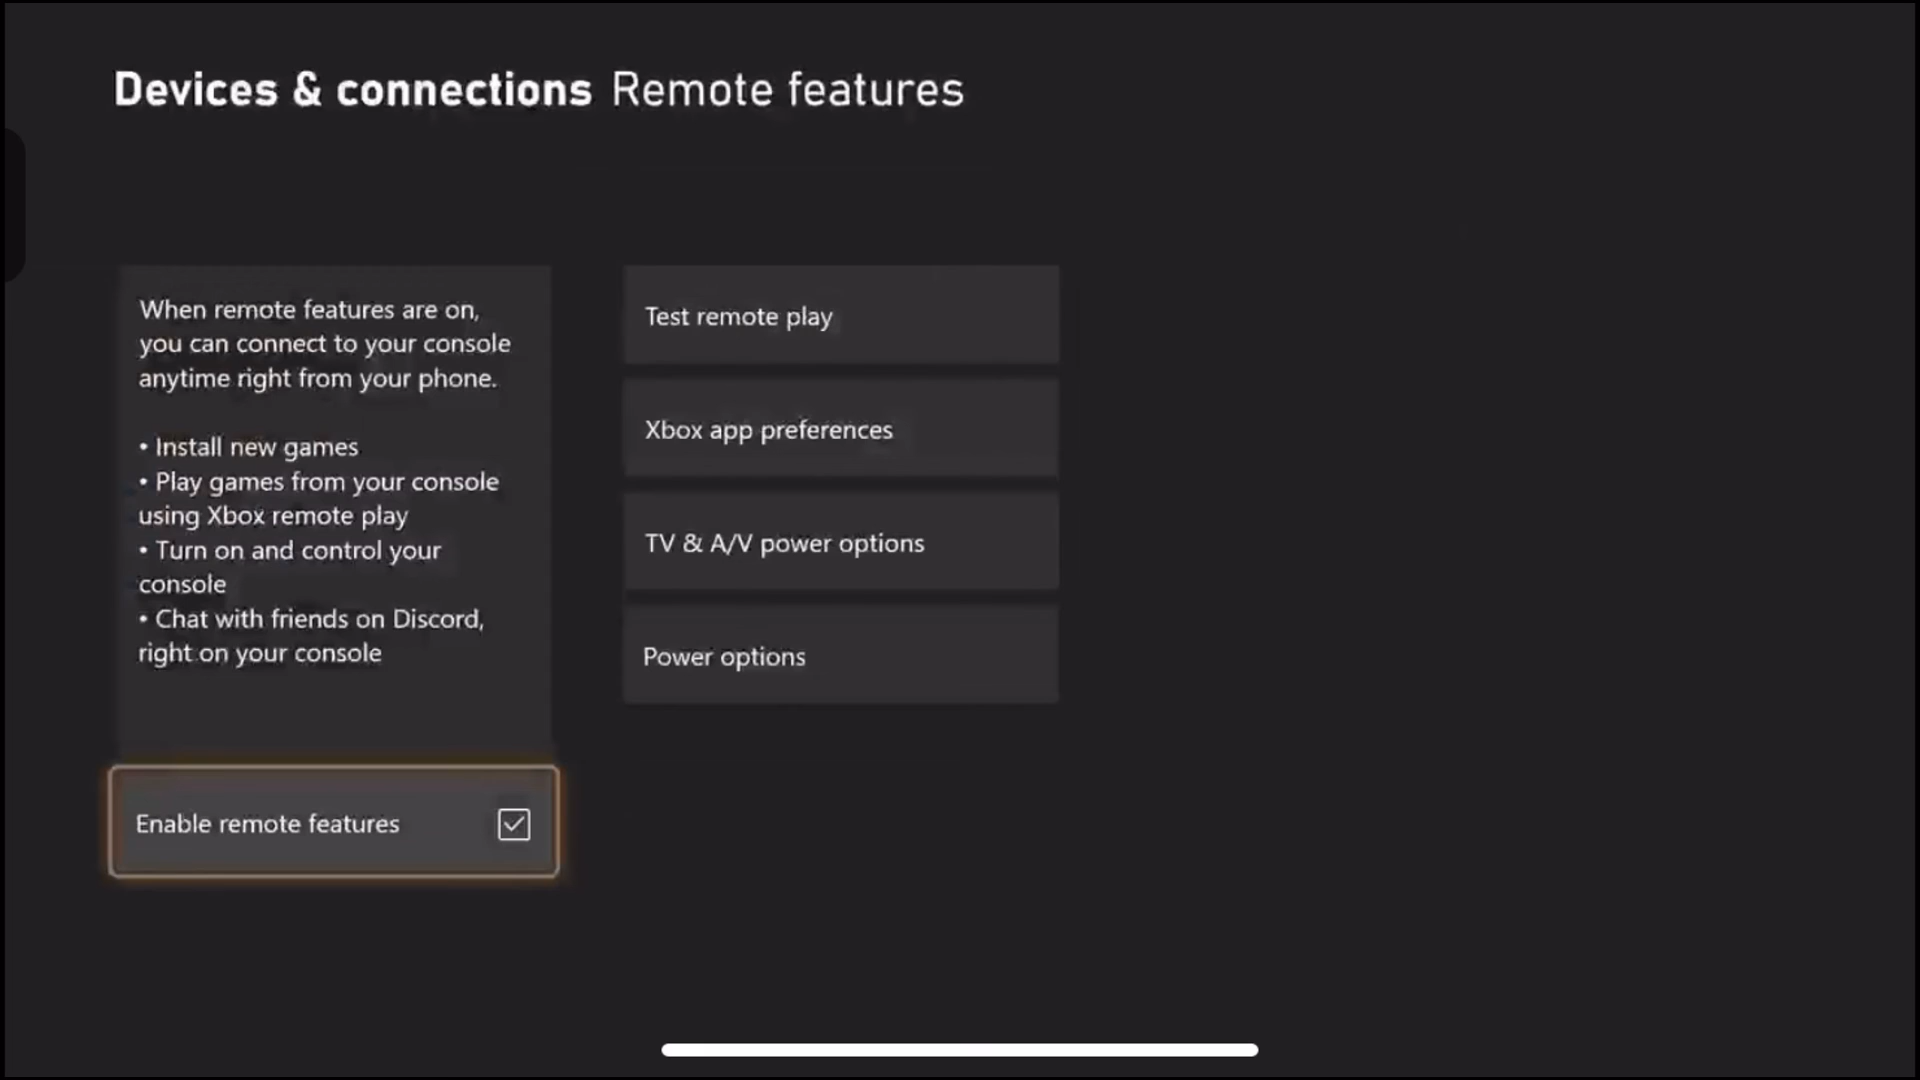 Devices & connections Remote features
When remote features are on,
you can connect to your console
anytime right from your phone.
• Install new games
• Play games from your console
using Xbox remote play
• Turn on and control your
console
• Chat with friends on Discord,
right on your console
Enable remote features
Test remote play
Xbox app preferences
TV & A/V power options
Power options